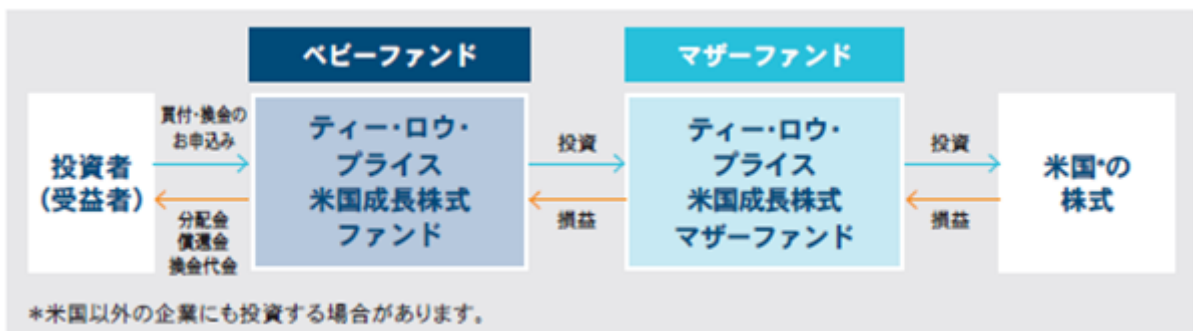 ベビーファンド
マザーファンド
投資者
(受益者)
買付・換金の
お申込み
分配金
償還金
換金代金
ティー・ロウ・
プライス
米国成長株式
ファンド
投資
損益
ティー・ロウ・
プライス
米国成長株式
マザーファンド
投資
損益
米国*の
株式
*米国以外の企業にも投資する場合があります。